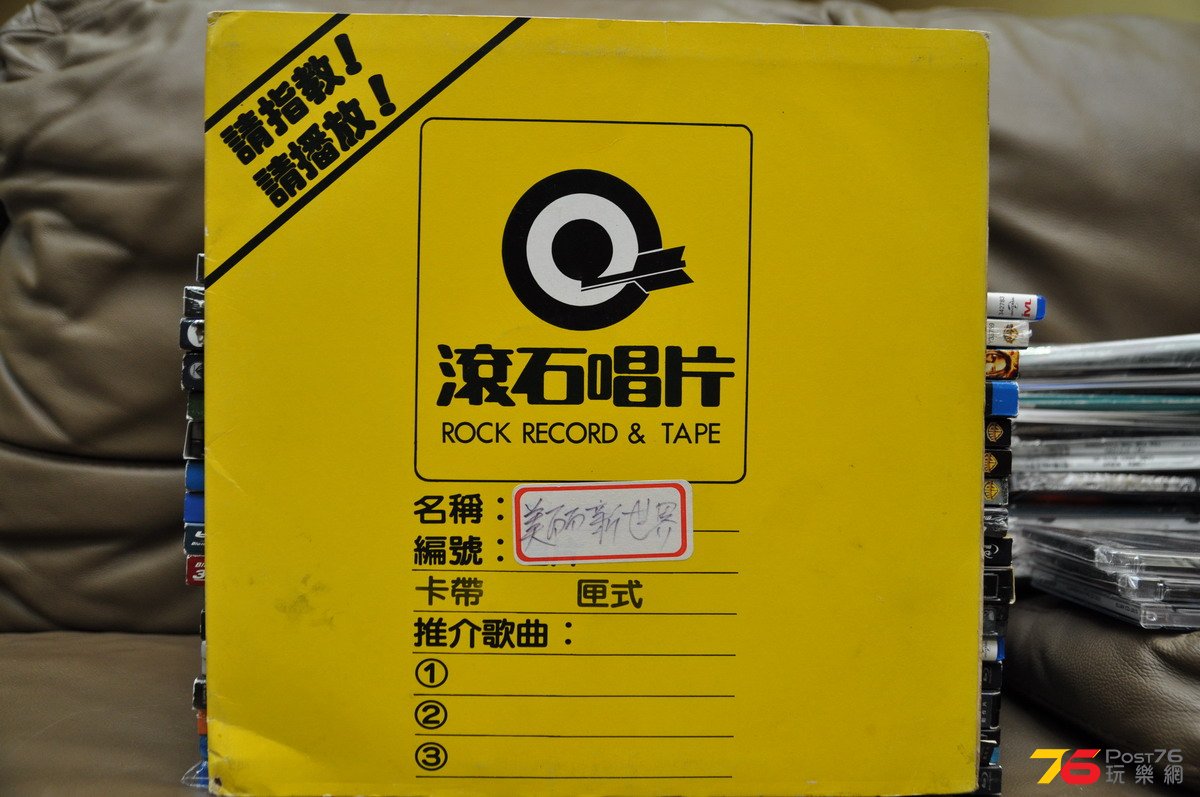 請指教！
請播放！
滾石唱片
ROCK RECORD & TAPE
名稱：
美丽新世界
編號：
卡帶 匣式
推介歌曲：
①
②
③
76 POST76
玩樂網